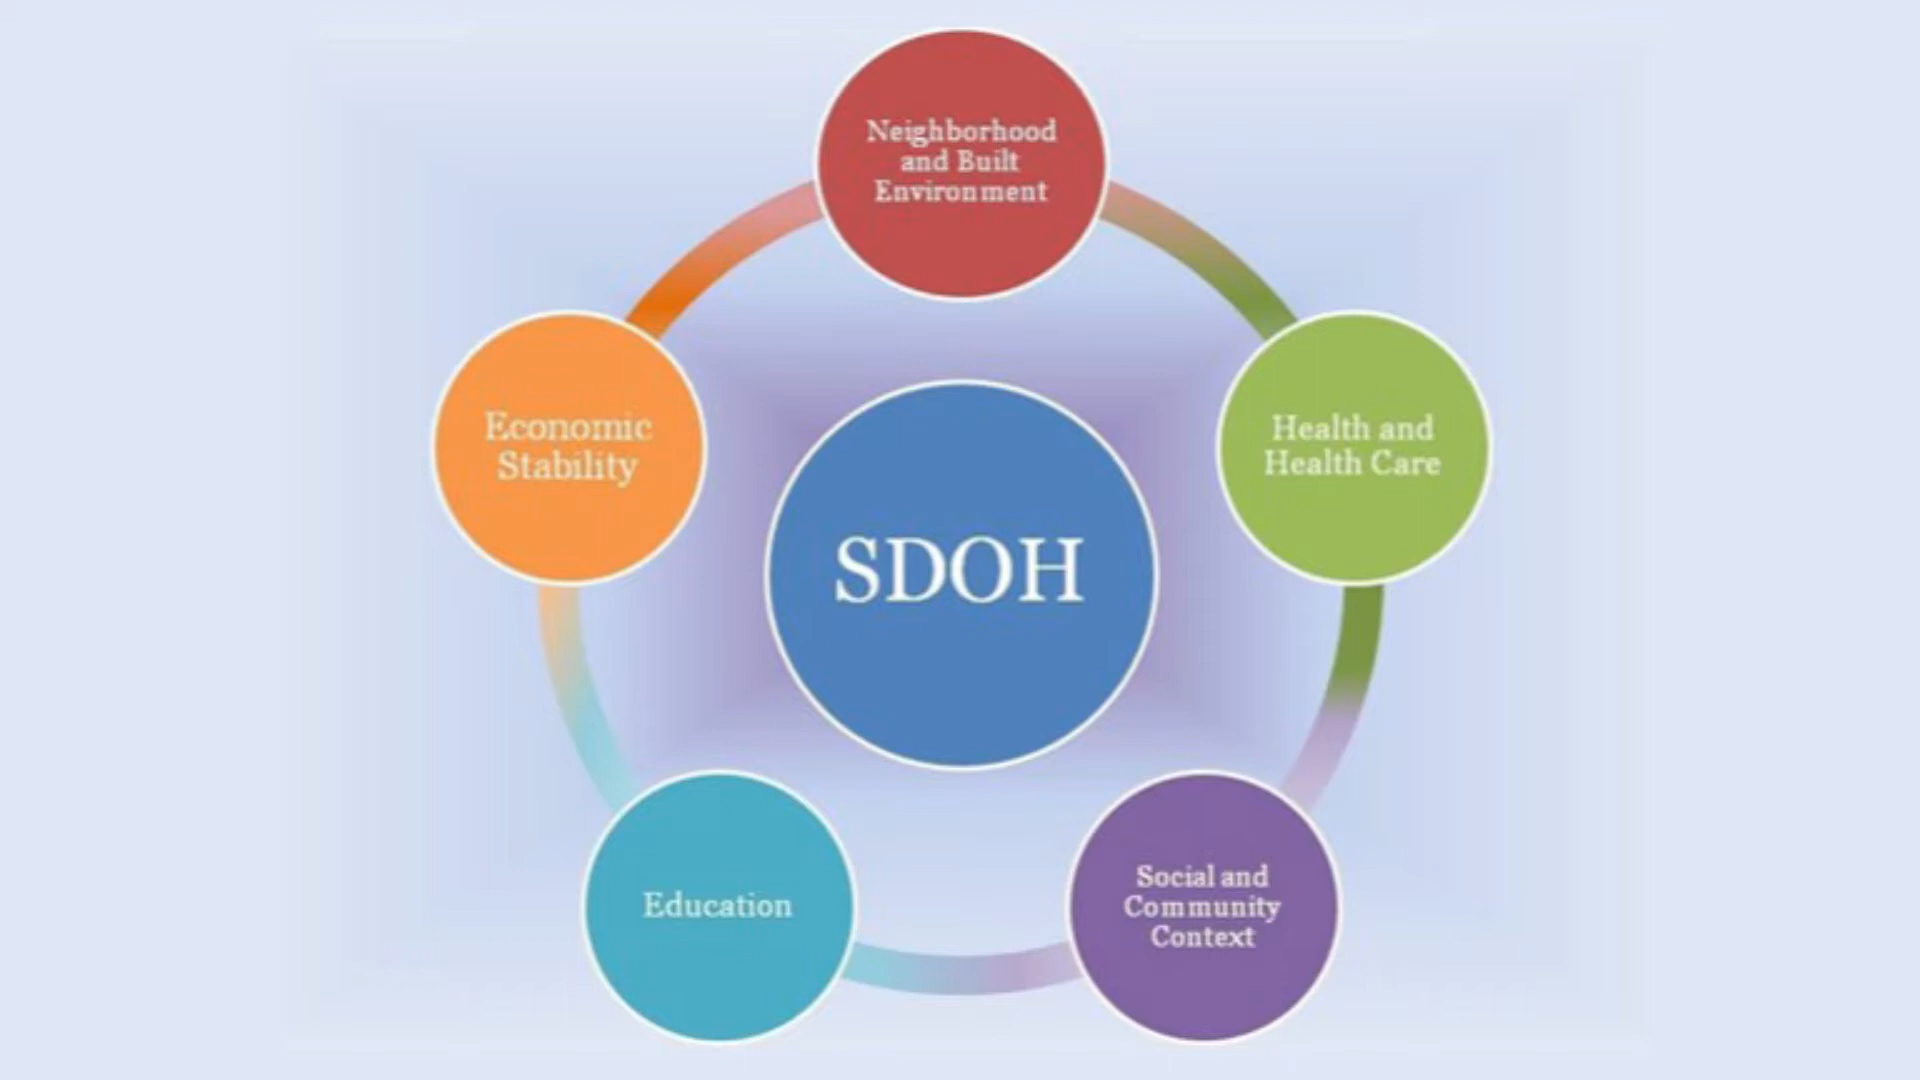 Neighborhood
and Built
Environment
Economic
Stability
Health and
Health Care
SDOH
Education
Social and
Community
Context